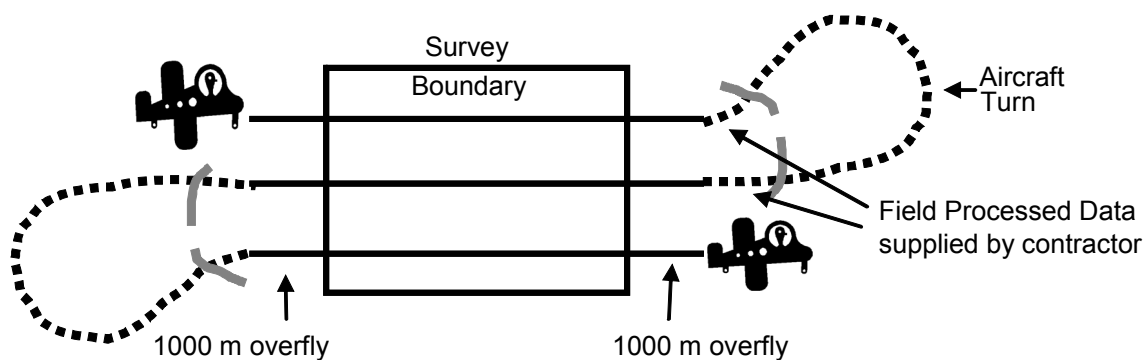 Survey
Boundary
Aircraft
Turn
Field Processed Data
supplied by contractor
1000 m overfly
1000 m overfly